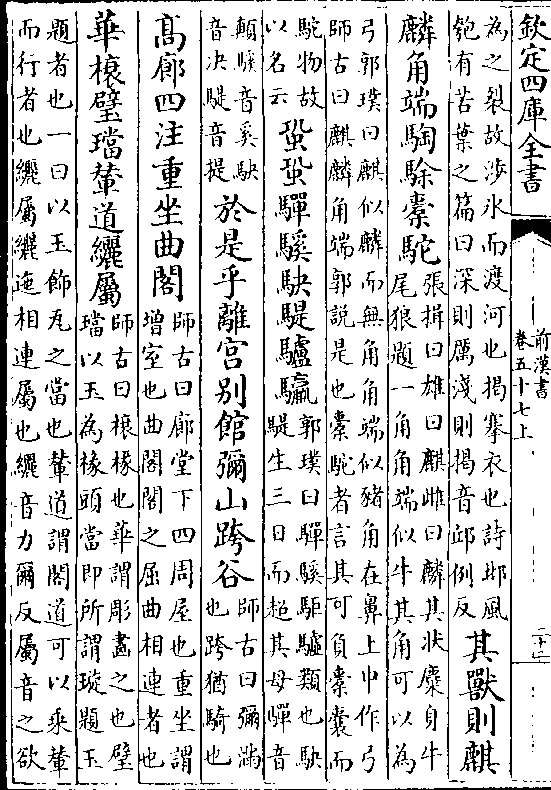 欽定四庫全書
前漢書
卷五十七上
為之裂故涉氷而渡河也揭搴衣也詩邶風
匏有苦葉之篇曰深則厲淺則揭音邱例反
其獸則麒
麟角端騊駼橐駝
張揖曰雄曰麒雌曰麟其狀麋身牛
尾狼題一角角端似牛其角可以為
弓郭璞曰麒似麟而無角角端似豬角在鼻上中作弓
師古曰麒麟角端郭說是也橐駝者言其可負橐囊而
駝物故
以名云
蛩蛩驒騱駃騠驢驘
郭璞曰驒騱駏驉類也駃
騠生三日而超其母驒音
顛騱音奚駃
音决騠音提
於是乎離宮别館彌山跨谷
師古曰彌滿
也跨猶騎也
髙廊四注重坐曲閣
師古曰廊堂下四周屋也重坐謂
增室也曲閣閣之屈曲相連者也
華榱璧璫輦道纚屬
師古曰榱椽也華謂彫畫之也璧
璫以玉為椽頭當即所謂琁題玉
題者也一曰以玉飾瓦之當也輦道謂閣道可以乘輦
而行者也纚屬纚迤相連屬也纚音力爾反屬音之欲